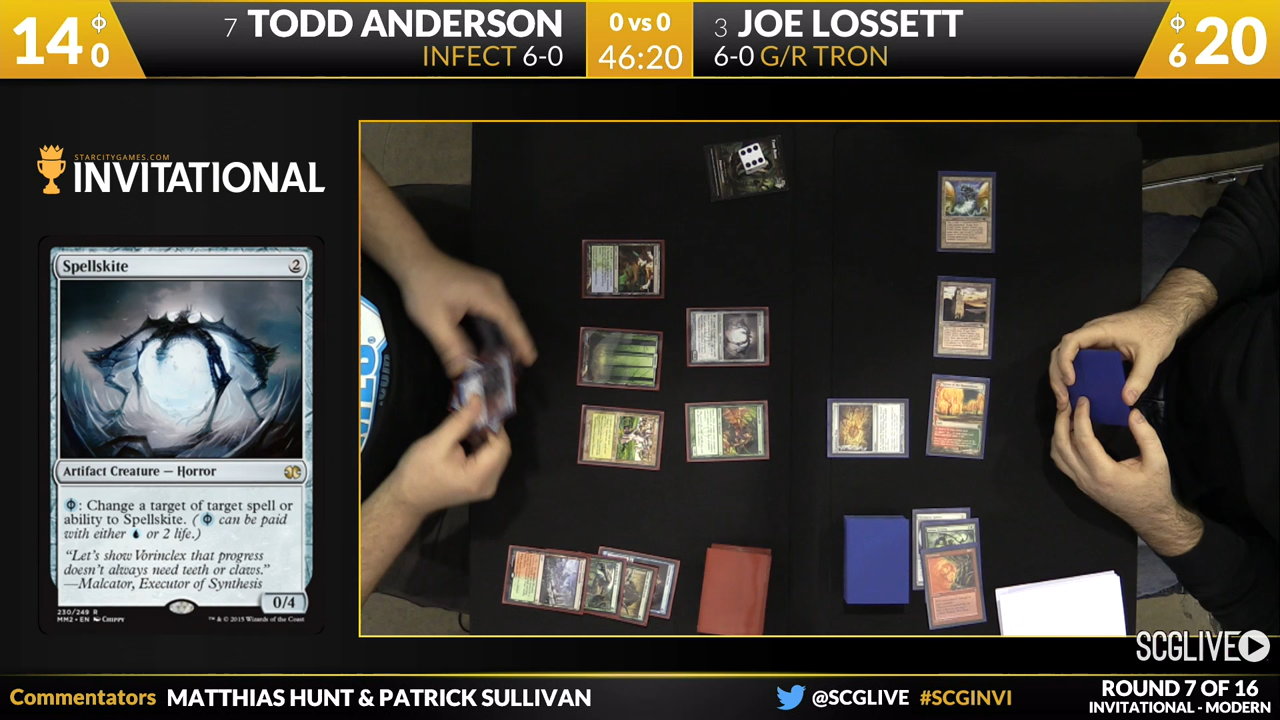 14 ϕ 0
7 TODD ANDERSON
INFECT 6-0
0 vs 0
46:20
3 JOE LOSSETT
6-0 G/R TRON
ϕ 6 20
STARCITYGAMES.COM
INVITATIONAL
Spellskite 2
Artifact Creature — Horror
ϕ: Change a target of target spell or
ability to Spellskite. (ϕ can be paid
with either or 2 life.)
"Let's show Vorinclex that progress
doesn't always need teeth or claws."
—Malcator, Executor of Synthesis
0/4
230/249 R
MM2 • EN CHIPPY
™ & © 2015 Wizards of the Coast
SCGLIVE
Commentators MATTHIAS HUNT & PATRICK SULLIVAN
@SCGLIVE #SCGINVI
ROUND 7 OF 16
INVITATIONAL - MODERN